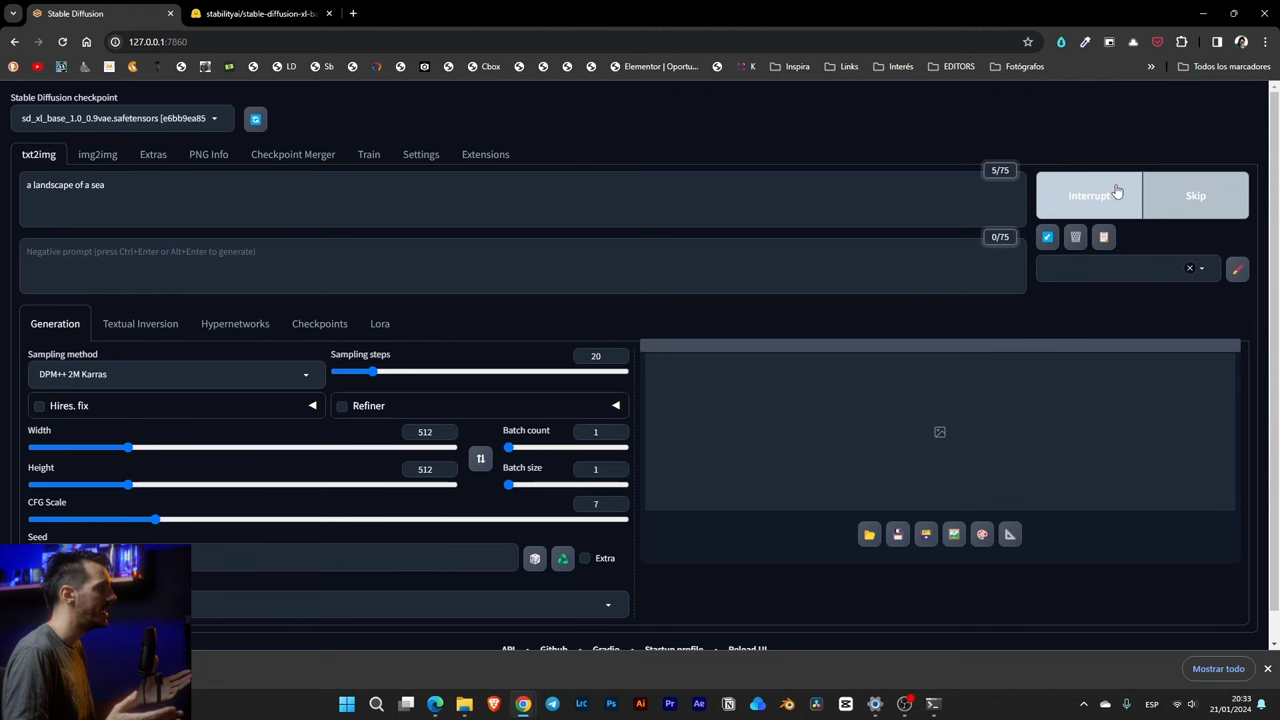 Stable Diffusion
stabilityai/stable-diffusion-xl-ba
127.0.0.1:7860
LD
Sb
Cbox
Elementor | Oportu...
K
Inspira
Links
Interés
EDITORS
Fotógrafos
Todos los marcadores
Stable Diffusion checkpoint
sd_xl_base_1.0_0.9vae.safetensors [e6bb9ea85
txt2img
img2img
Extras
PNG Info
Checkpoint Merger
Train
Settings
Extensions
5/75
a landscape of a sea
Interrupt
Skip
0/75
Negative prompt (press Ctrl+Enter or Alt+Enter to generate)
Generation
Textual Inversion
Hypernetworks
Checkpoints
Lora
Sampling method
Sampling steps
20
DPM++ 2M Karras
Hires. fix
Refiner
Width
512
Batch count
1
Height
512
Batch size
1
CFG Scale
7
Seed
Extra
API
Github
Gradio
Startup profile
Reload UI
Mostrar todo
Lrc
Ps
Ai
Pr
Ae
ESP
20:33
21/01/2024